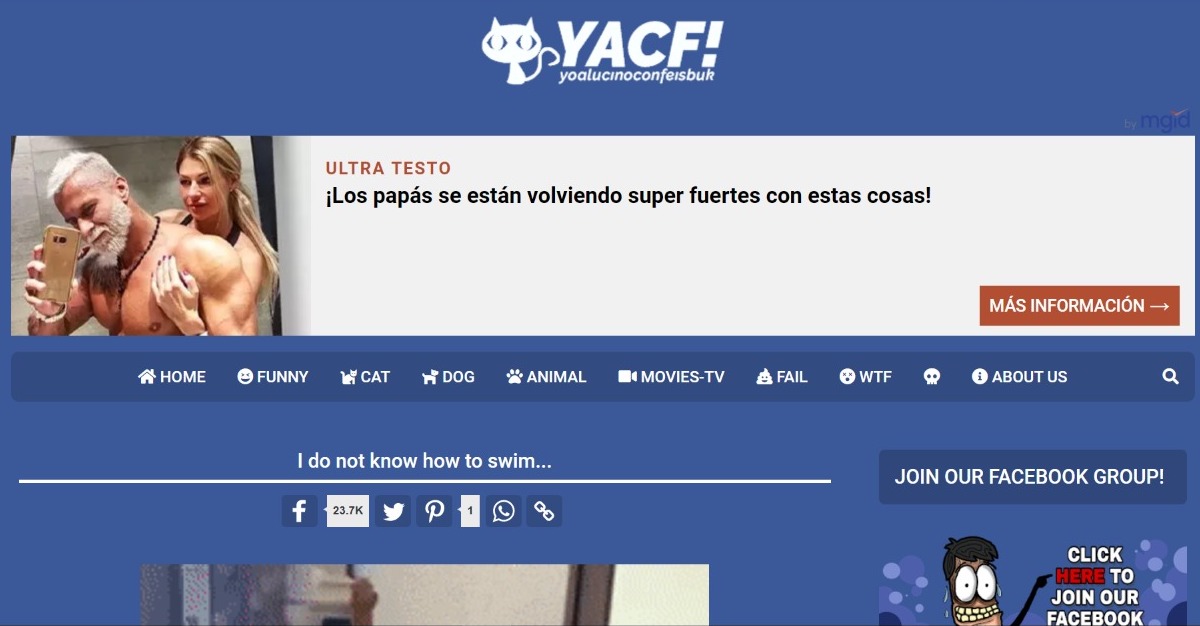 YACF!
yoalucinoconfeisbuk
by mgid
ULTRA TESTO
¡Los papás se están volviendo super fuertes con estas cosas!
MÁS INFORMACIÓN →
HOME FUNNY CAT DOG ANIMAL MOVIES-TV FAIL WTF ABOUT US
I do not know how to swim...
23.7K 1
JOIN OUR FACEBOOK GROUP!
CLICK
HERE TO
JOIN OUR
FACEBOOK